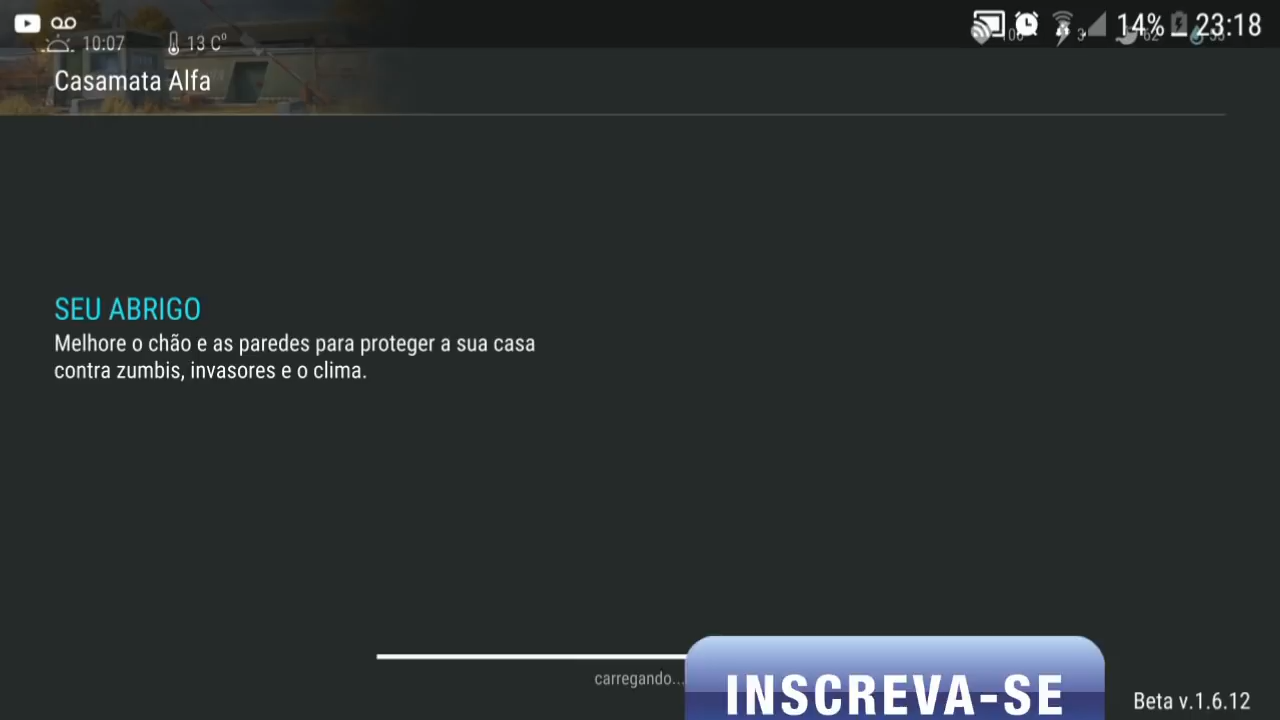 14% 23:18
10:07 13 C°
Casamata Alfa
SEU ABRIGO
Melhore o chão e as paredes para proteger a sua casa
contra zumbis, invasores e o clima.
carregando...
INSCREVA-SE
Beta v.1.6.12